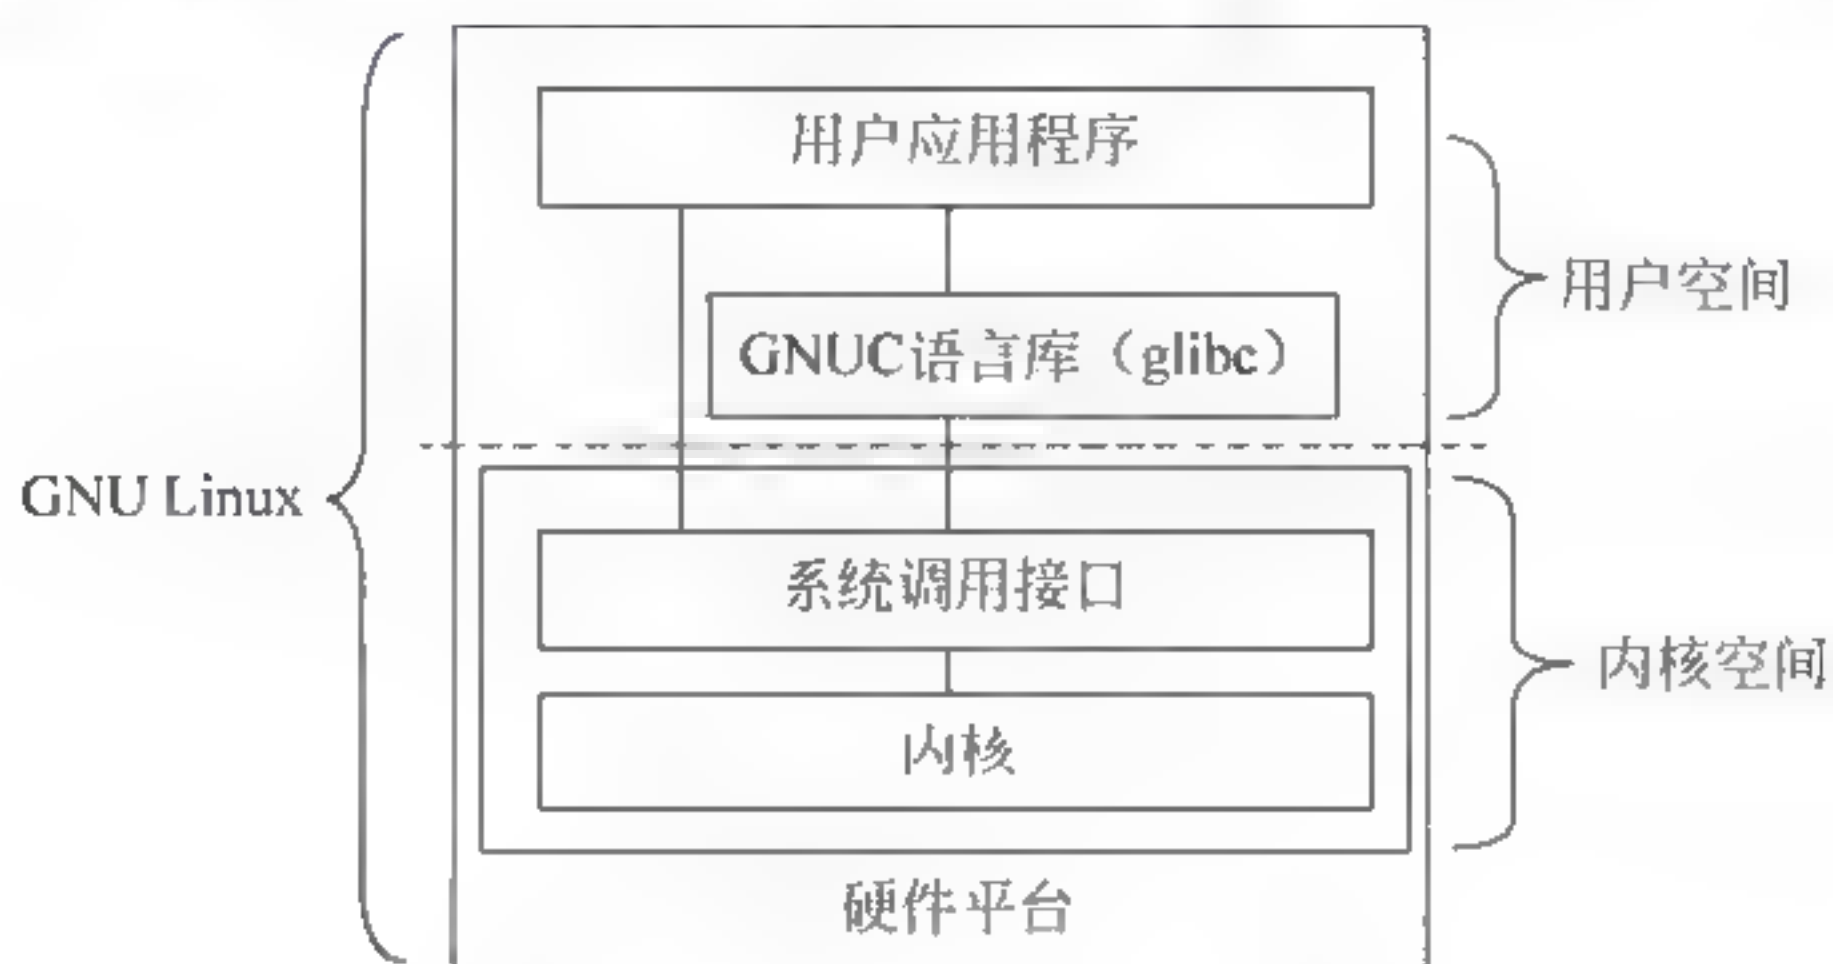 用户应用程序
用户空间
GNUC语言库（glibc）
GNU Linux
系统调用接口
内核空间
内核
硬件平台